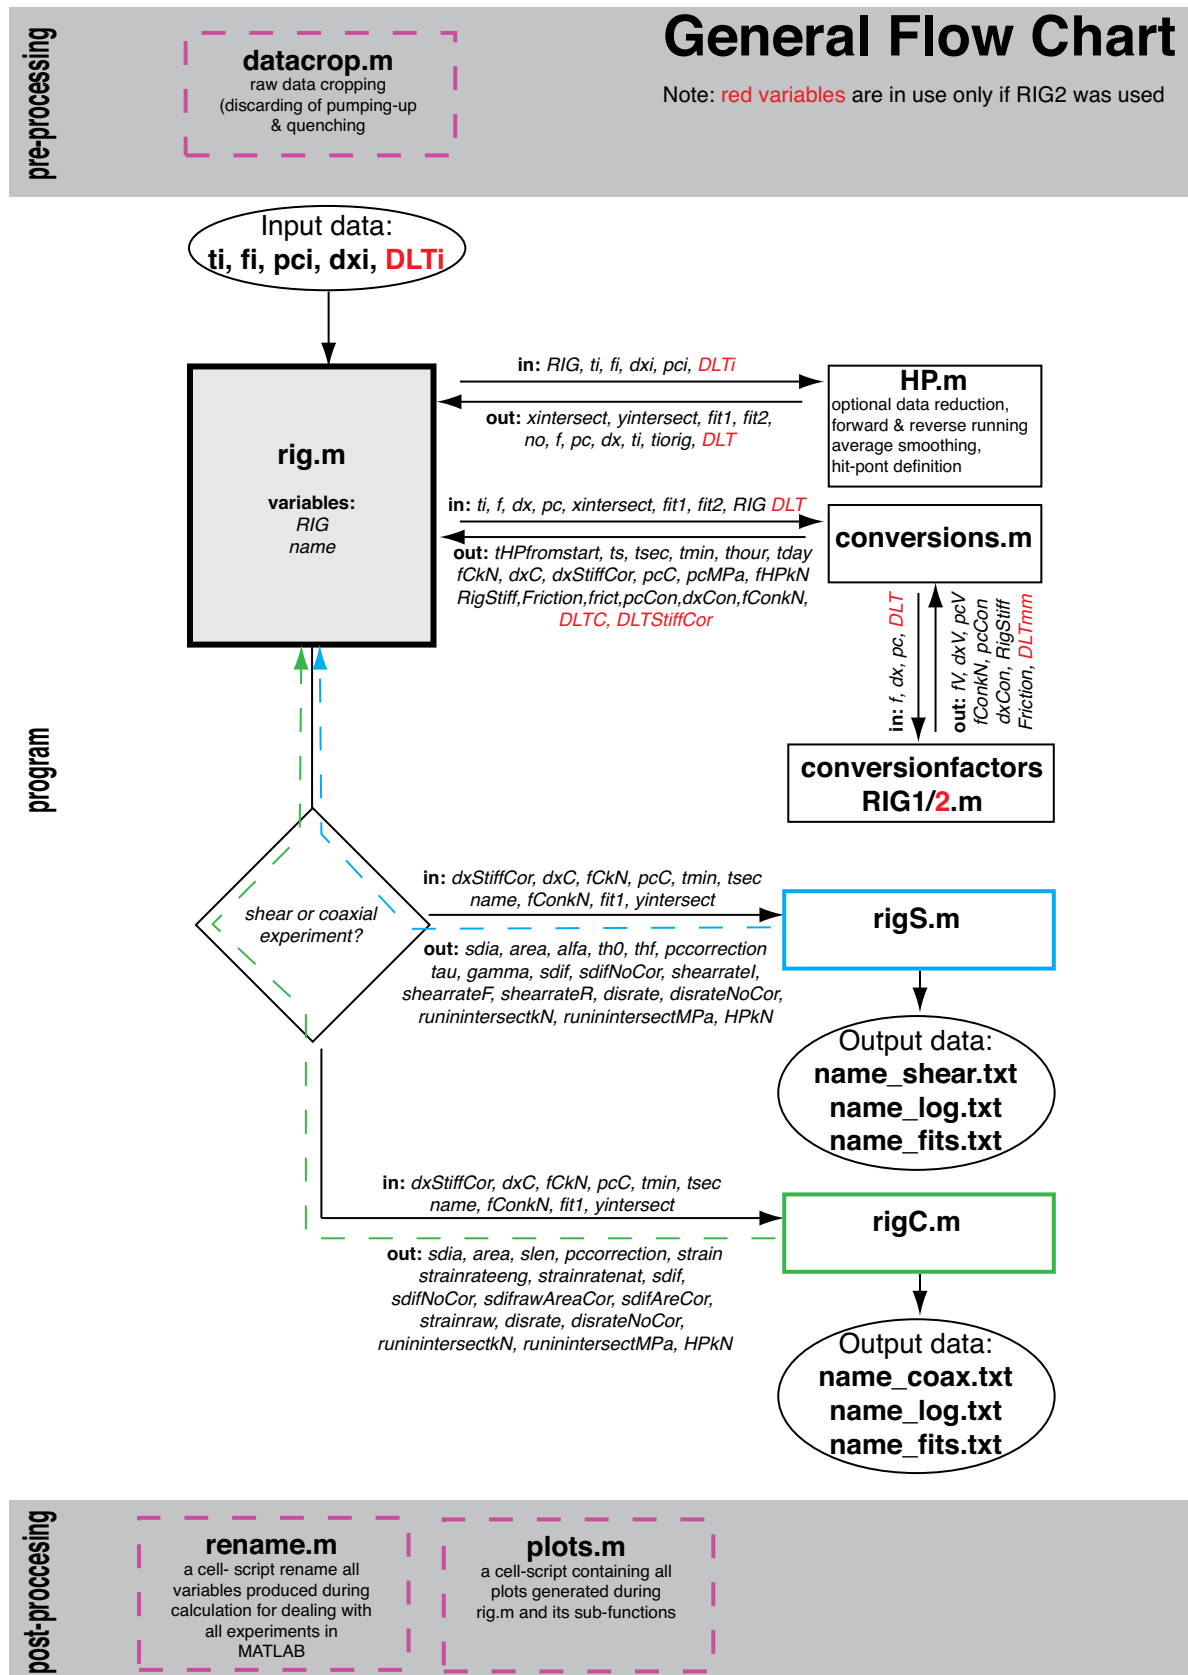 pre-processing
datacrop.m
raw data cropping
(discarding of pumping-up
& quenching
General Flow Chart
Note: red variables are in use only if RIG2 was used
program
Input data:
ti, fi, pci, dxi, DLTi
rig.m
variables:
RIG
name
in: RIG, ti, fi, dxi, pci, DLTi
out: xintersect, yintersect, fit1, fit2,
no, f, pc, dx, ti, tiorig, DLT
HP.m
optional data reduction,
forward & reverse running
average smoothing,
hit-pont definition
in: ti, f, dx, pc, xintersect, fit1, fit2, RIG DLT
out: tHPfromstart, ts, tsec, tmin, thour, tday
fCkN, dxC, dxStiffCor, pcC, pcMPa, fHPkN
RigStiff,Friction,frict,pcCon,dxCon,fConkN,
DLTC, DLTStiffCor
conversions.m
in: f, dx, pc, DLT
out: fV, dxV, pcV
fConkN, pcCon
dxCon, RigStiff
Friction, DLTmm
conversionfactors
RIG1/2.m
shear or coaxial
experiment?
in: dxStiffCor, dxC, fCkN, pcC, tmin, tsec
name, fConkN, fit1, yintersect
out: sdia, area, alfa, th0, thf, pccorrection
tau, gamma, sdif, sdifNoCor, shearrateI,
shearrateF, shearrateR, disrate, disrateNoCor,
runinintersectkN, runinintersectMPa, HPkN
rigS.m
Output data:
name_shear.txt
name_log.txt
name_fits.txt
in: dxStiffCor, dxC, fCkN, pcC, tmin, tsec
name, fConkN, fit1, yintersect
out: sdia, area, slen, pccorrection, strain
strainrateeng, strainratenat, sdif,
sdifNoCor, sdifrawAreaCor, sdifAreCor,
strainraw, disrate, disrateNoCor,
runinintersectkN, runinintersectMPa, HPkN
rigC.m
Output data:
name_coax.txt
name_log.txt
name_fits.txt
post-proccesing
rename.m
a cell- script rename all
variables produced during
calculation for dealing with
all experiments in
MATLAB
plots.m
a cell-script containing all
plots generated during
rig.m and its sub-functions